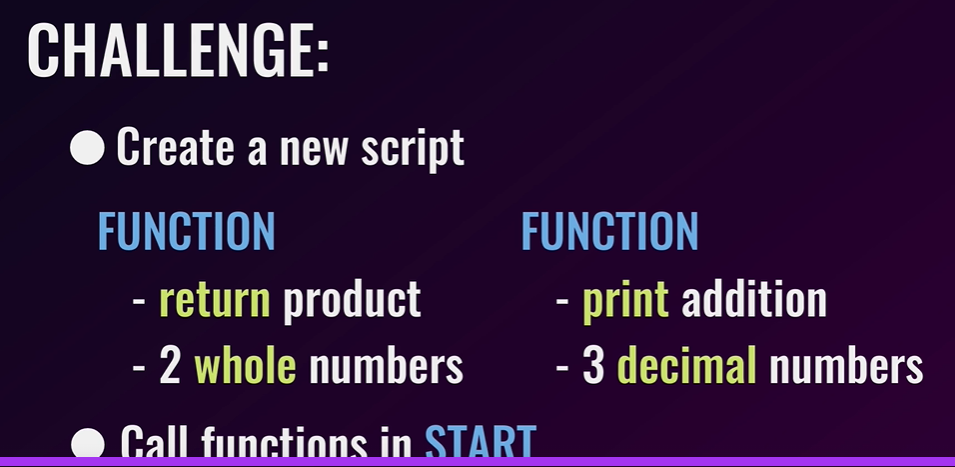 CHALLENGE:
● Create a new script
FUNCTION
- return product
- 2 whole numbers
FUNCTION
- print addition
- 3 decimal numbers
● Call functions in START